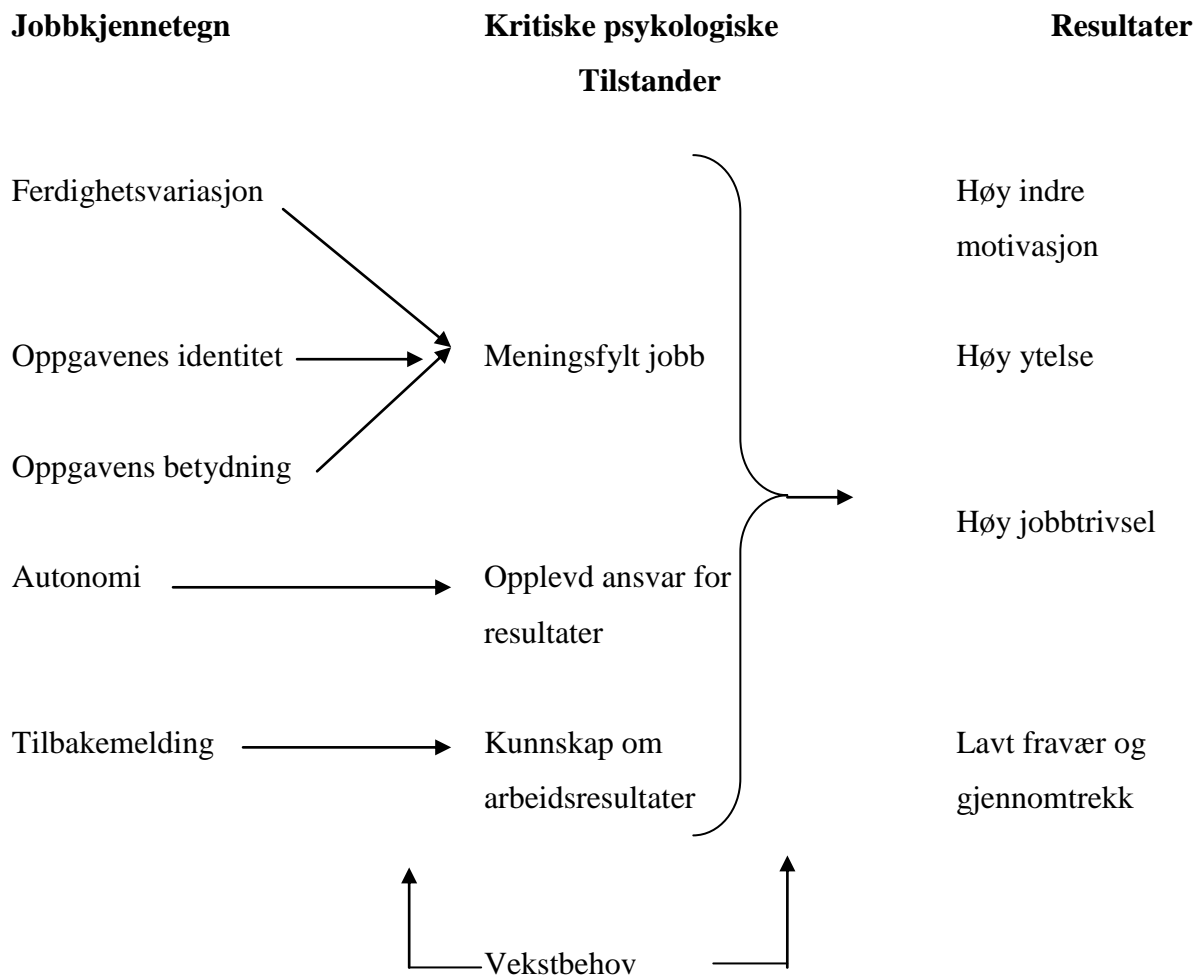 Jobbkjennetegn Kritiske psykologiske Resultater
Tilstander
Ferdighetsvariasjon Høy indre
motivasjon
Oppgavenes identitet Meningsfylt jobb Høy ytelse
Oppgavens betydning
Høy jobbtrivsel
Autonomi Opplevd ansvar for
resultater
Tilbakemelding Kunnskap om Lavt fravær og
arbeidsresultater gjennomtrekk
Vekstbehov